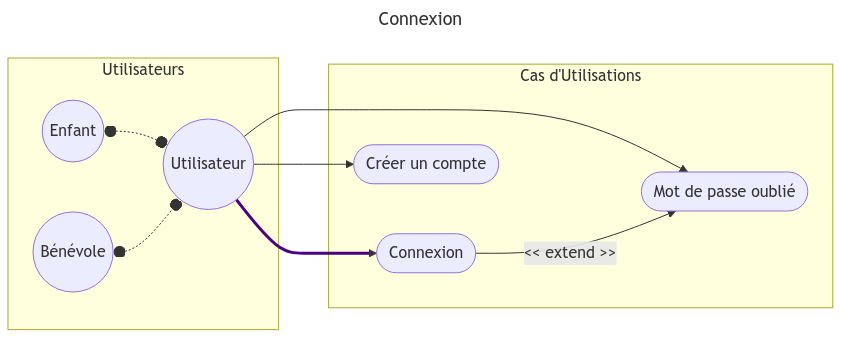 Connexion
Utilisateurs
Enfant
Utilisateur
Bénévole
Cas d'Utilisations
Créer un compte
Mot de passe oublié
Connexion
<< extend >>